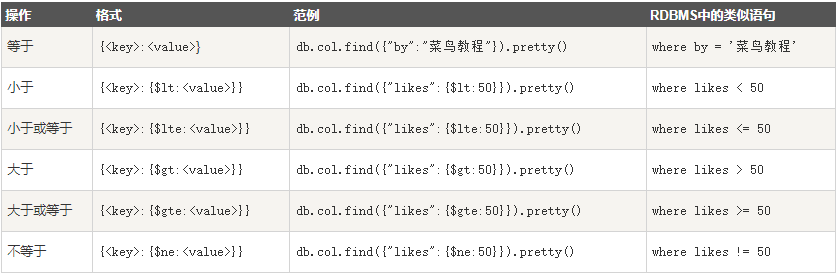 操作 格式 范例 RDBMS中的类似语句
等于 {<key>:<value>} db.col.find({"by":"菜鸟教程"}).pretty() where by = '菜鸟教程'
小于 {<key>:{$lt:<value>}} db.col.find({"likes":{$lt:50}}).pretty() where likes < 50
小于或等于 {<key>:{$lte:<value>}} db.col.find({"likes":{$lte:50}}).pretty() where likes <= 50
大于 {<key>:{$gt:<value>}} db.col.find({"likes":{$gt:50}}).pretty() where likes > 50
大于或等于 {<key>:{$gte:<value>}} db.col.find({"likes":{$gte:50}}).pretty() where likes >= 50
不等于 {<key>:{$ne:<value>}} db.col.find({"likes":{$ne:50}}).pretty() where likes != 50